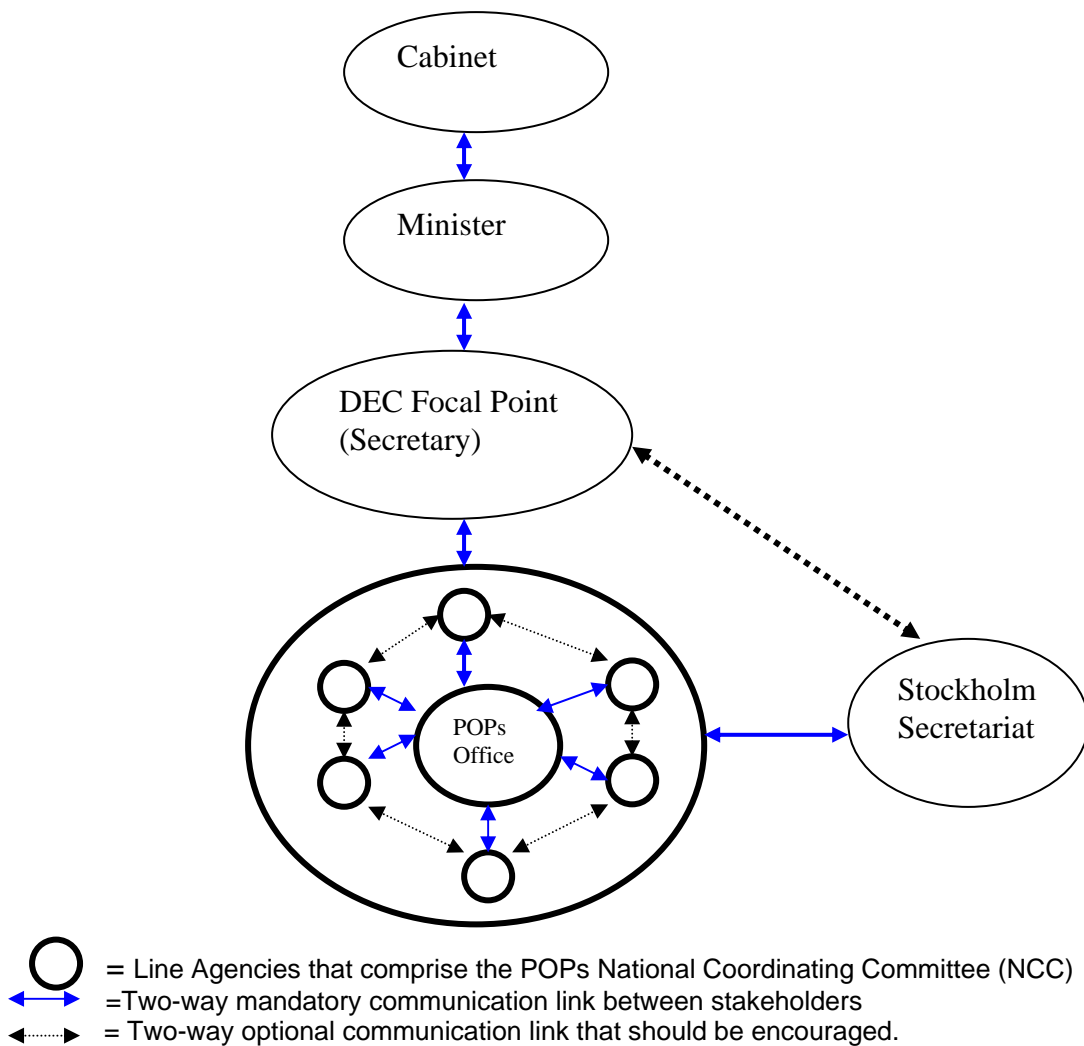 Cabinet
Minister
DEC Focal Point
(Secretary)
POPs
Office
Stockholm
Secretariat
= Line Agencies that comprise the POPs National Coordinating Committee (NCC)
=Two-way mandatory communication link between stakeholders
= Two-way optional communication link that should be encouraged.